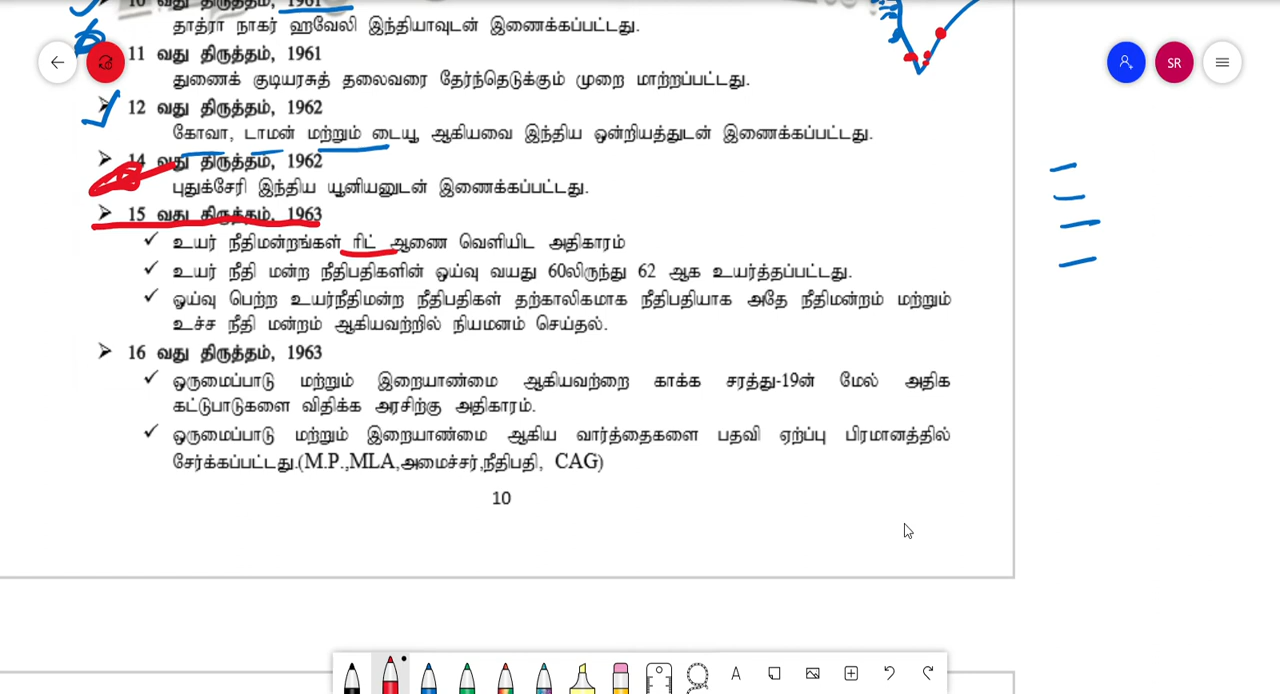 10 வது திருத்தம், 1961
தாத்ரா நாகர் ஹவேலி இந்தியாவுடன் இணைக்கப்பட்டது.
11 வது திருத்தம், 1961
துணைக் குடியரசுத் தலைவரை தேர்ந்தெடுக்கும் முறை மாற்றப்பட்டது.
SR
➤ 12 வது திருத்தம், 1962
கோவா, டாமன் மற்றும் டையூ ஆகியவை இந்திய ஒன்றியத்துடன் இணைக்கப்பட்டது.
➤ 14 வது திருத்தம், 1962
புதுக்சேரி இந்திய யூனியனுடன் இணைக்கப்பட்டது.
➤ 15 வது திருத்தம், 1963
✓ உயர் நீதிமன்றங்கள் ரிட் ஆணை வெளியிட அதிகாரம்
✓ உயர் நீதி மன்ற நீதிபதிகளின் ஓய்வு வயது 60லிருந்து 62 ஆக உயர்த்தப்பட்டது.
✓ ஓய்வு பெற்ற உயர்நீதிமன்ற நீதிபதிகள் தற்காலிகமாக நீதிபதியாக அதே நீதிமன்றம் மற்றும்
உச்ச நீதி மன்றம் ஆகியவற்றில் நியமனம் செய்தல்.
➤ 16 வது திருத்தம், 1963
✓ ஒருமைப்பாடு மற்றும் இறையாண்மை ஆகியவற்றை காக்க சரத்து-19ன் மேல் அதிக
கட்டுபாடுகளை விதிக்க அரசிற்கு அதிகாரம்.
✓ ஒருமைப்பாடு மற்றும் இறையாண்மை ஆகிய வார்த்தைகளை பதவி ஏற்ப்பு பிரமானத்தில்
சேர்க்கப்பட்டது.(M.P.,MLA,அமைச்சர்,நீதிபதி, CAG)
10